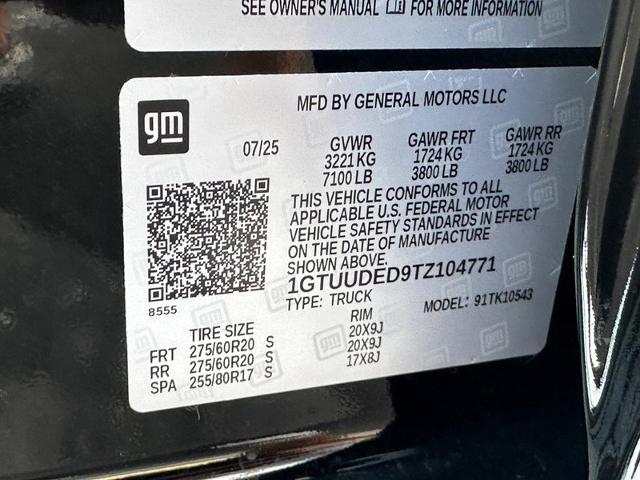 SEE OWNER'S MANUAL FOR MORE INFORMATION
gm
MFD BY GENERAL MOTORS LLC
07/25
GVWR GAWR FRT GAWR RR
3221 KG 1724 KG 1724 KG
7100 LB 3800 LB 3800 LB
THIS VEHICLE CONFORMS TO ALL
APPLICABLE U.S. FEDERAL MOTOR
VEHICLE SAFETY STANDARDS IN EFFECT
ON THE DATE OF MANUFACTURE
SHOWN ABOVE.
1GTUUDED9TZ104771
8555
TYPE: TRUCK MODEL: 91TK10543
TIRE SIZE RIM
FRT 275/60R20 S 20X9J
RR 275/60R20 S 20X9J
SPA 255/80R17 S 17X8J